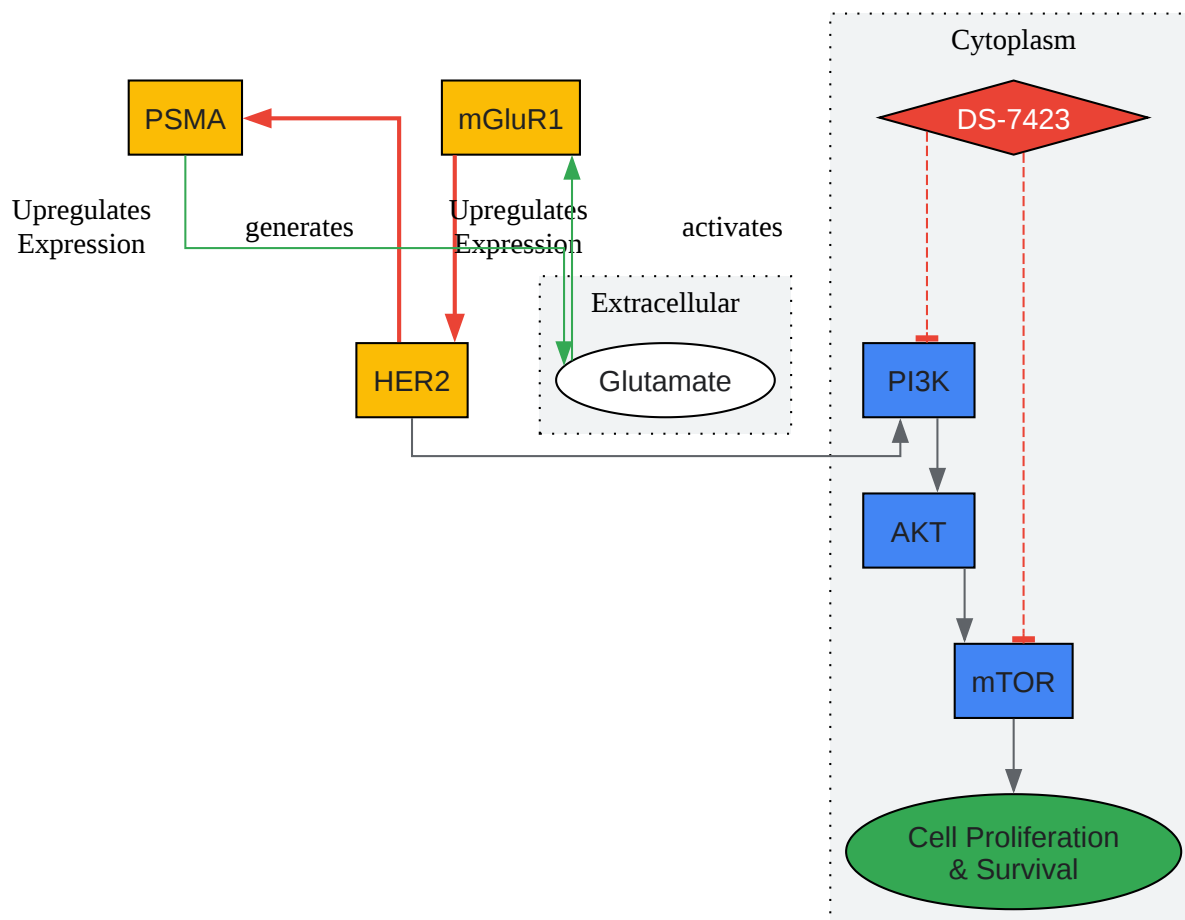 Cytoplasm
PSMA
mGluR1
DS-7423
Upregulates
Expression
generates
Upregulates
Expression
activates
Extracellular
HER2
Glutamate
PI3K
AKT
mTOR
Cell Proliferation
& Survival